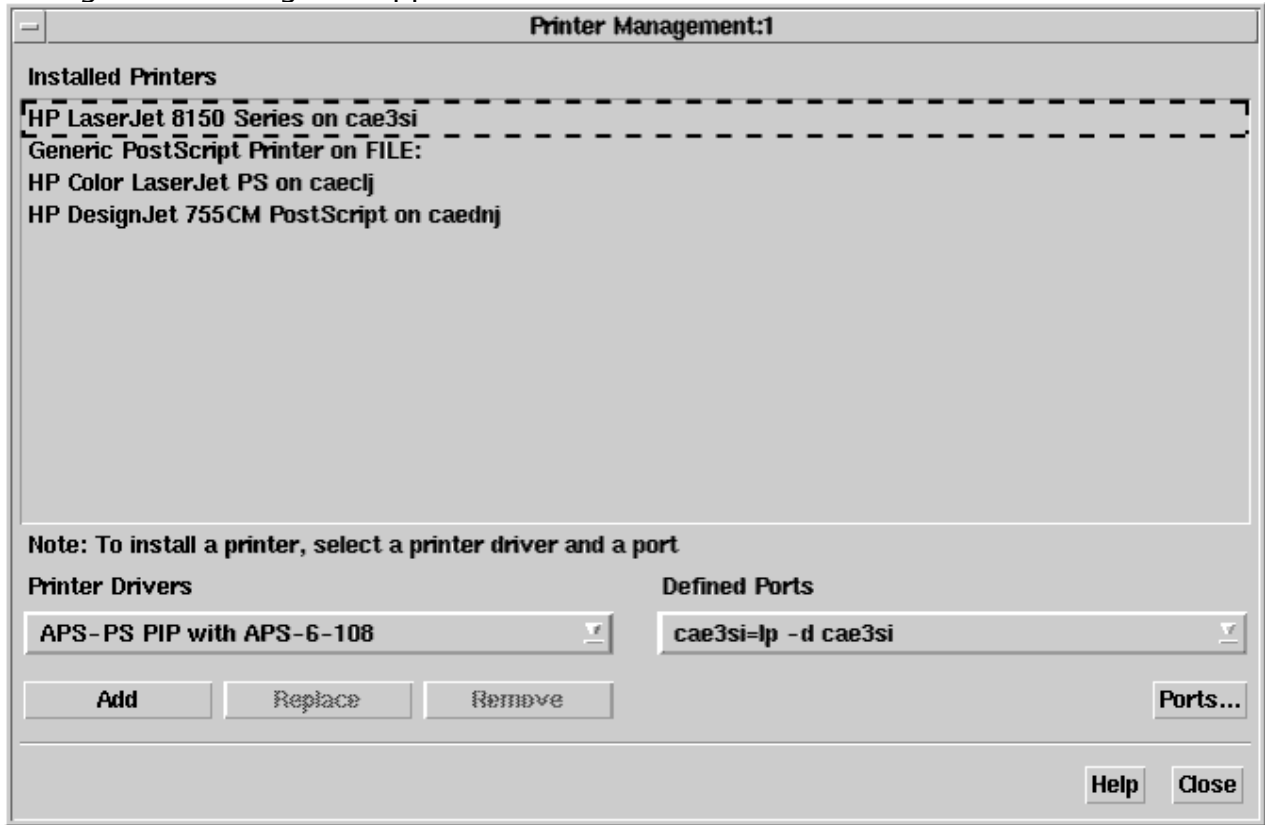 Printer Management:1
Installed Printers
HP LaserJet 8150 Series on cae3si
Generic PostScript Printer on FILE:
HP Color LaserJet PS on caeclj
HP DesignJet 755CM PostScript on caednj
Note: To install a printer, select a printer driver and a port
Printer Drivers Defined Ports
APS-PS PIP with APS-6-108 cae3si=lp -d cae3si
Add Replace Remove Ports...
Help Close